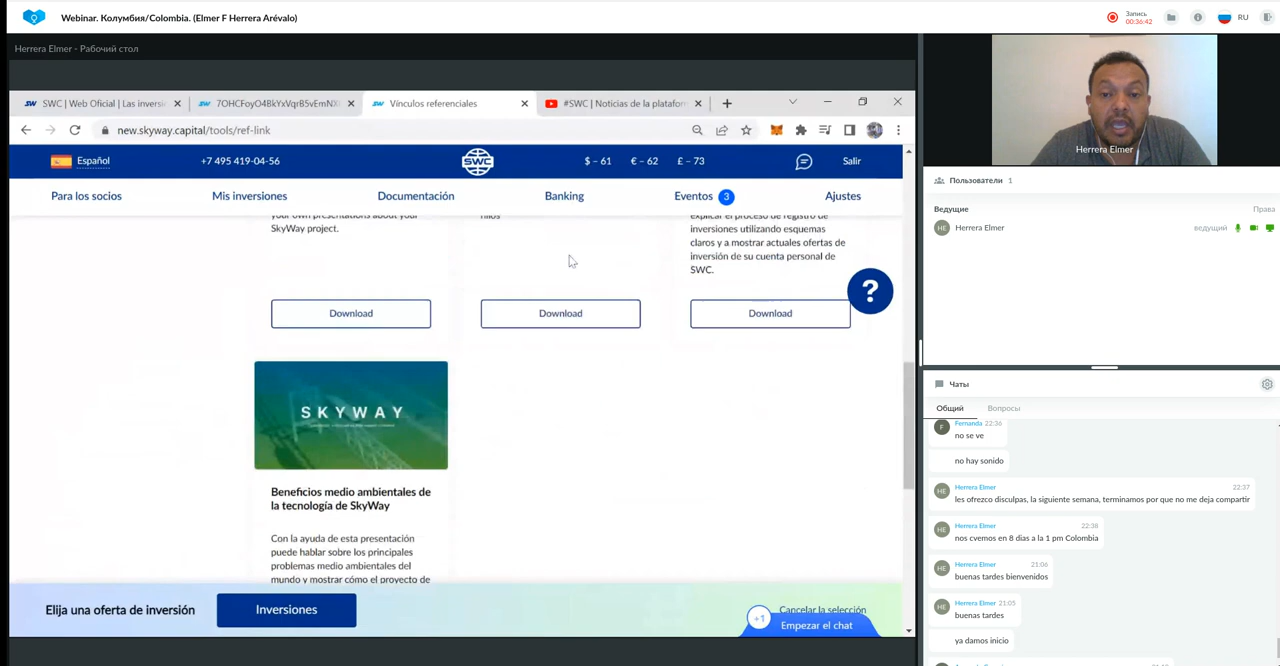 Webinar. Колумбия/Colombia. (Elmer F Herrera Arévalo)
Запись
00:36:42
RU
Herrera Elmer - Рабочий стол
SWC | Web Oficial | Las inversi
7OHCFoyO4BkYxVqrB5vEmNX
Vínculos referenciales
#SWC | Noticias de la platafor
new.skyway.capital/tools/ref-link
Español
+7 495 419-04-56
SWC
$ – 61
€ – 62
£ – 73
Salir
Para los socios
Mis inversiones
Documentación
Banking
Eventos 3
Ajustes
your own presentations about your
SkyWay project.
niños
explicar el proceso de registro de
inversiones utilizando esquemas
claros y a mostrar actuales ofertas de
inversión de su cuenta personal de
SWC.
?
Download
Download
Download
SKYWAY
Beneficios medio ambientales de
la tecnología de SkyWay
Con la ayuda de esta presentación
puede hablar sobre los principales
problemas medio ambientales del
mundo y mostrar cómo el proyecto de
Elija una oferta de inversión
Inversiones
Cancelar la selección
+1
Empezar el chat
Herrera Elmer
Пользователи 1
Ведущие
Права
HE
Herrera Elmer
ведущий
Чаты
Общий
Вопросы
F
Fernanda 22:36
no se ve
no hay sonido
HE
Herrera Elmer 22:37
les ofrezco disculpas, la siguiente semana, terminamos por que no me deja compartir
HE
Herrera Elmer 22:38
nos cvemos en 8 dias a la 1 pm Colombia
HE
Herrera Elmer 21:06
buenas tardes bienvenidos
HE
Herrera Elmer 21:05
buenas tardes
ya damos inicio